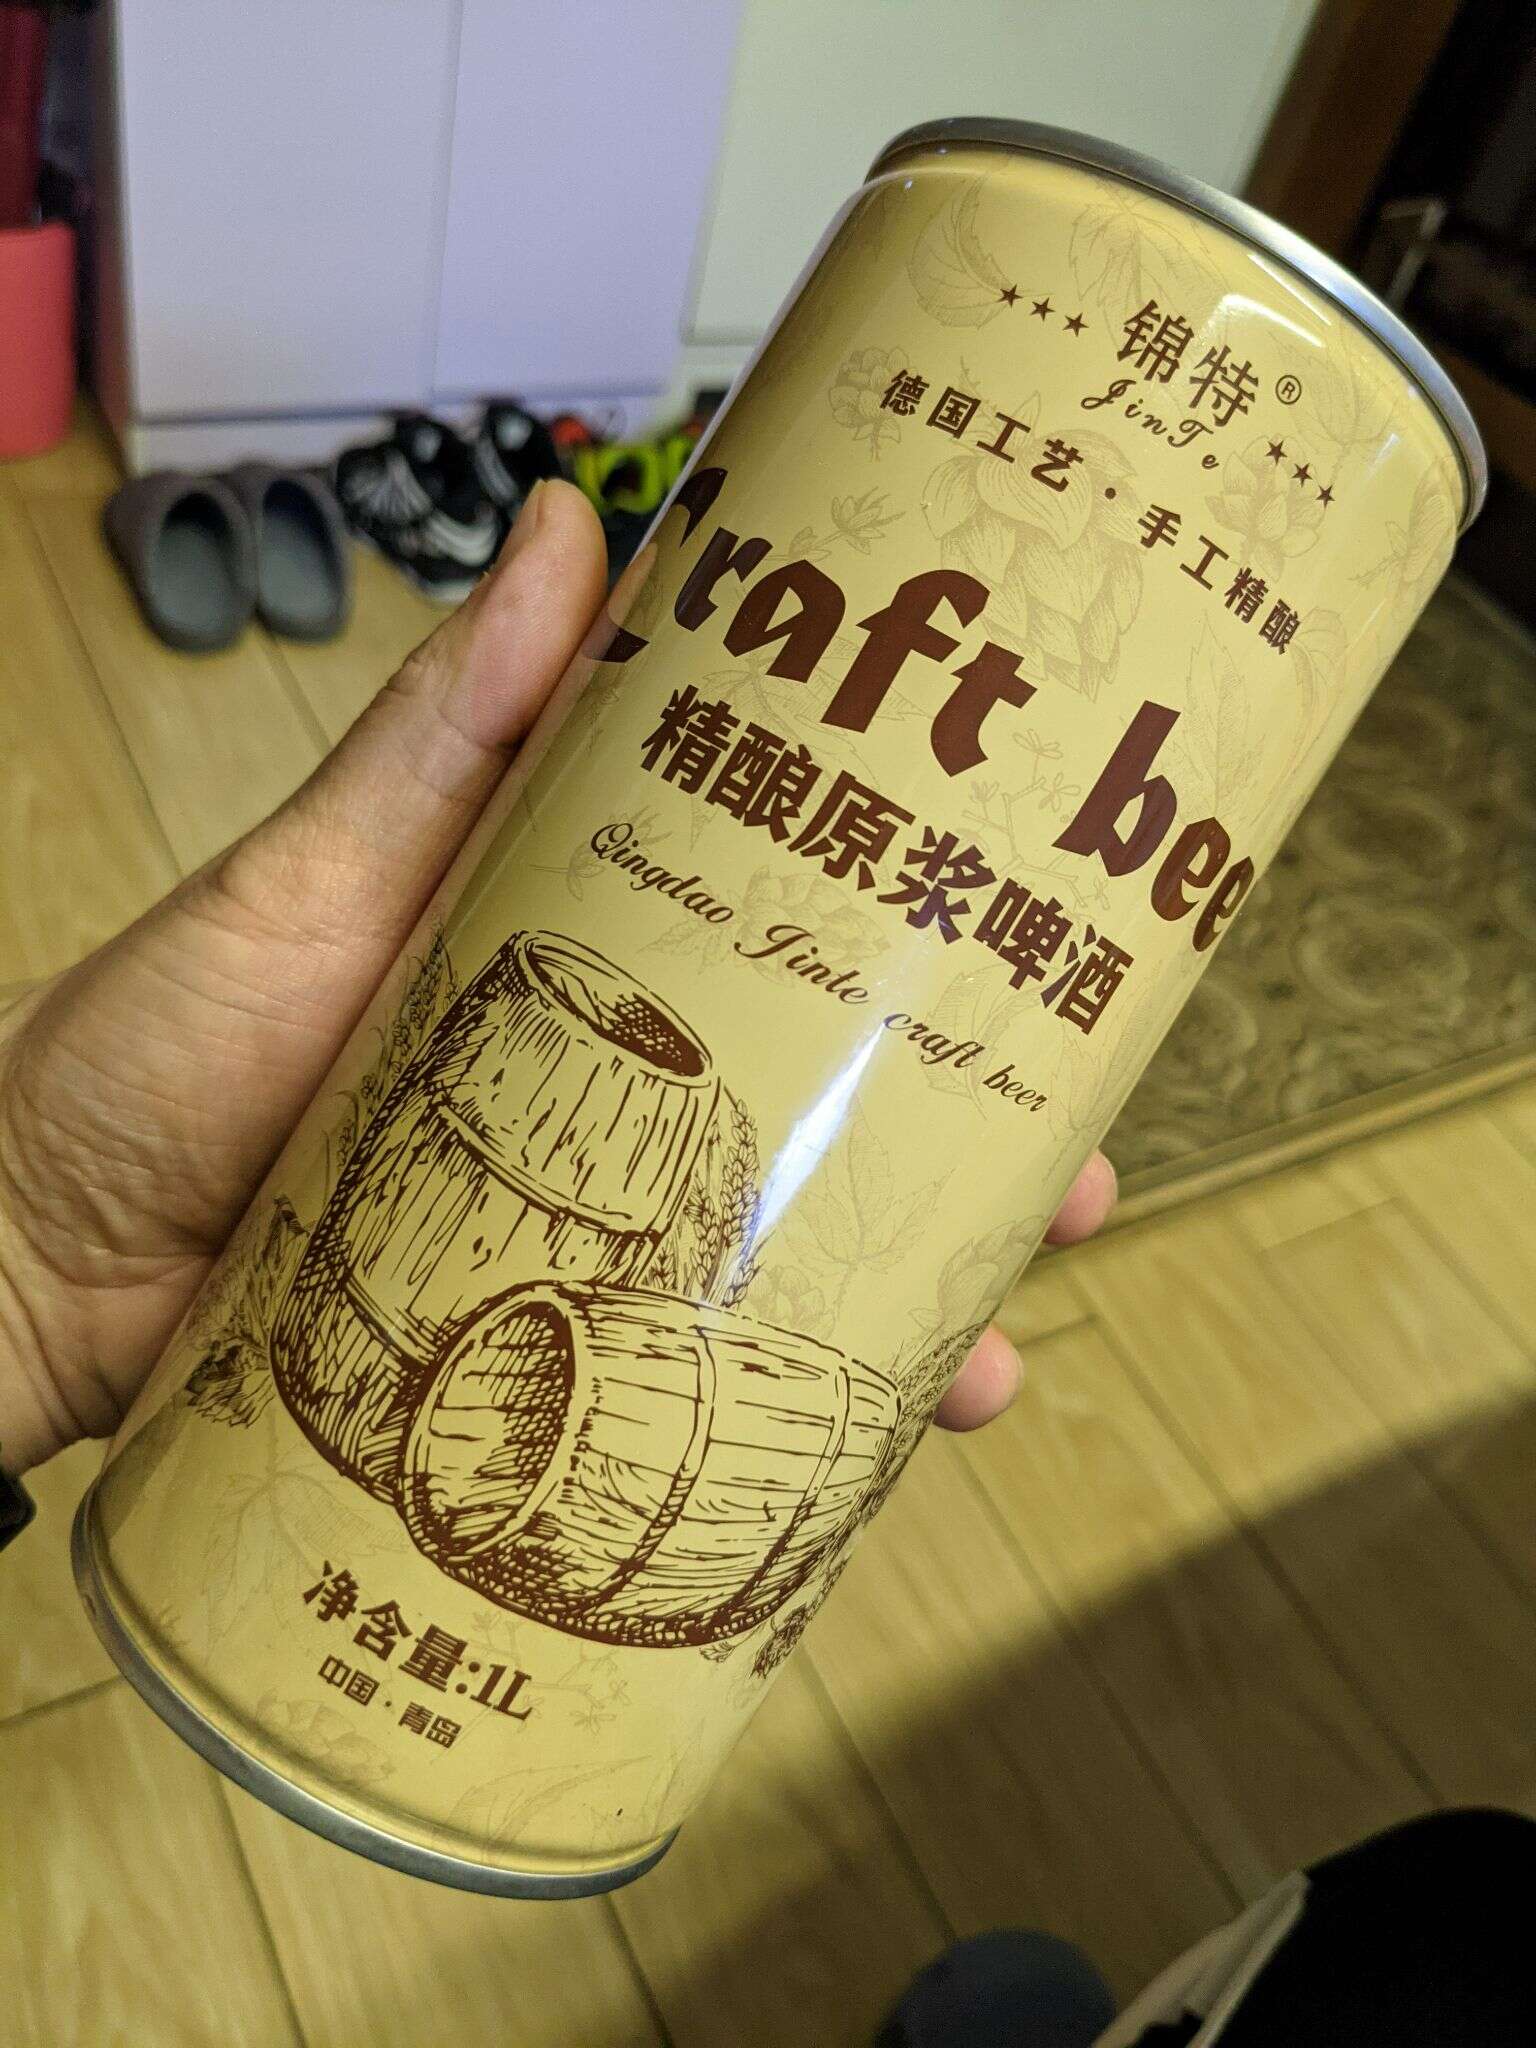 ★★★ 锦特® ★★★
JinTe
德国工艺·手工精酿
Craft bee
精酿原浆啤酒
Qingdao Jinte craft beer
净含量:1L
中国·青岛